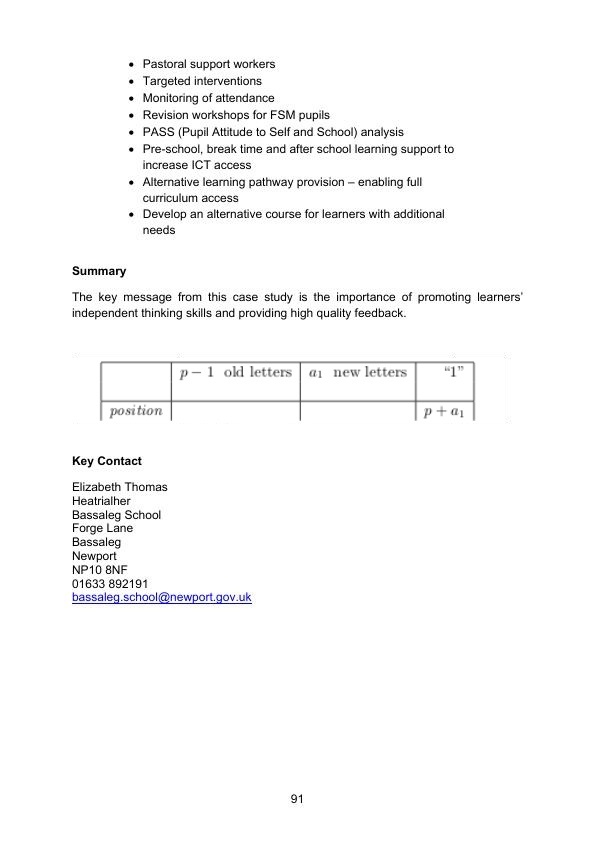 • Pastoral support workers
• Targeted interventions
• Monitoring of attendance
• Revision workshops for FSM pupils
• PASS (Pupil Attitude to Self and School) analysis
• Pre-school, break time and after school learning support to
increase ICT access
• Alternative learning pathway provision – enabling full
curriculum access
• Develop an alternative course for learners with additional
needs
Summary
The key message from this case study is the importance of promoting learners’
independent thinking skills and providing high quality feedback.
p − 1 old letters a₁ new letters “1”
position p + a₁
Key Contact
Elizabeth Thomas
Heatrialher
Bassaleg School
Forge Lane
Bassaleg
Newport
NP10 8NF
01633 892191
bassaleg.school@newport.gov.uk
91